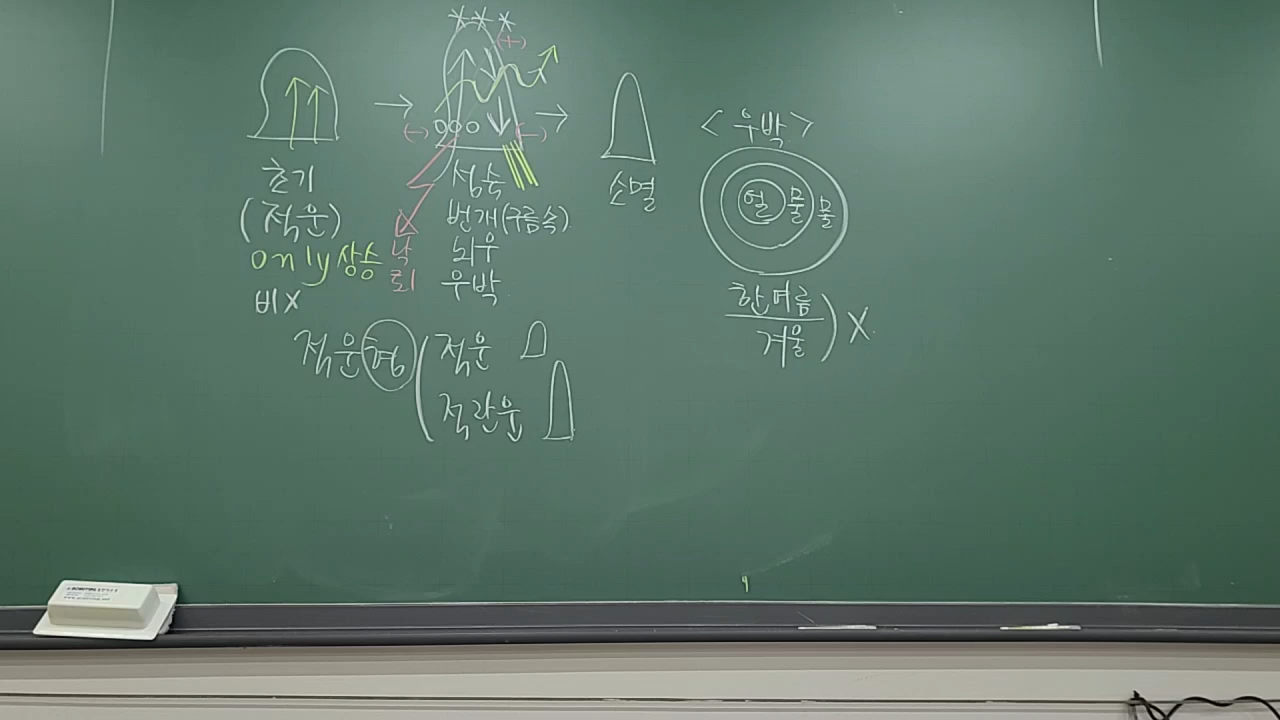 ***
(+)
→
(-)
ooo
(-)
→
초기
(적운)
only 상승
비X
성숙
번개(구름속)
뇌우
우박
낙뢰
소멸
<우박>
얼 물 물
한여름
겨울 ) X
적운형 ( 적운
적란운